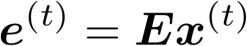 e^{(t)} = Ex^{(t)}